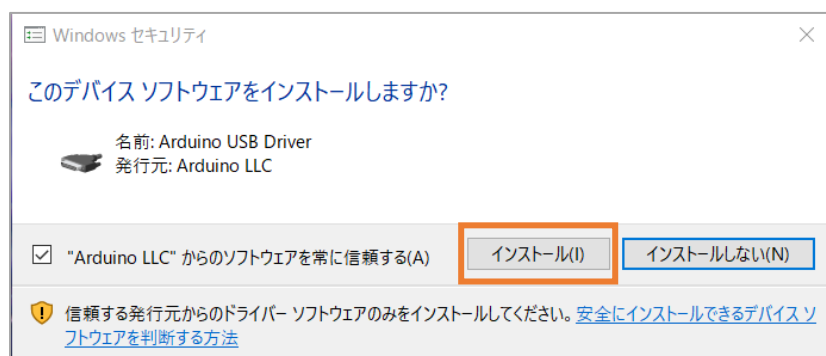 Windows セキュリティ
このデバイス ソフトウェアをインストールしますか?
名前: Arduino USB Driver
発行元: Arduino LLC
"Arduino LLC" からのソフトウェアを常に信頼する(A) インストール(I) インストールしない(N)
信頼する発行元からのドライバー ソフトウェアのみをインストールしてください。安全にインストールできるデバイス ソ
フトウェアを判断する方法